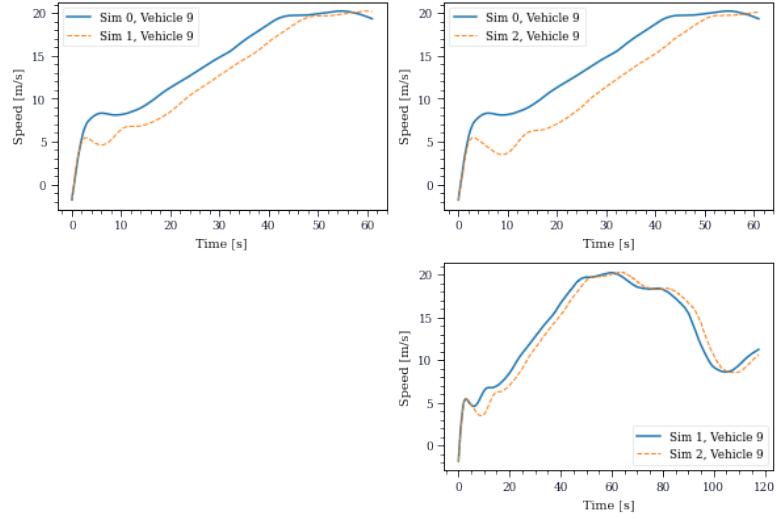 20
15
10
5
0
Speed [m/s]
Sim 0, Vehicle 9
Sim 1, Vehicle 9
0 10 20 30 40 50 60
Time [s]
20
15
10
5
0
Speed [m/s]
Sim 0, Vehicle 9
Sim 2, Vehicle 9
0 10 20 30 40 50 60
Time [s]
20
15
10
5
0
Speed [m/s]
Sim 1, Vehicle 9
Sim 2, Vehicle 9
0 20 40 60 80 100 120
Time [s]